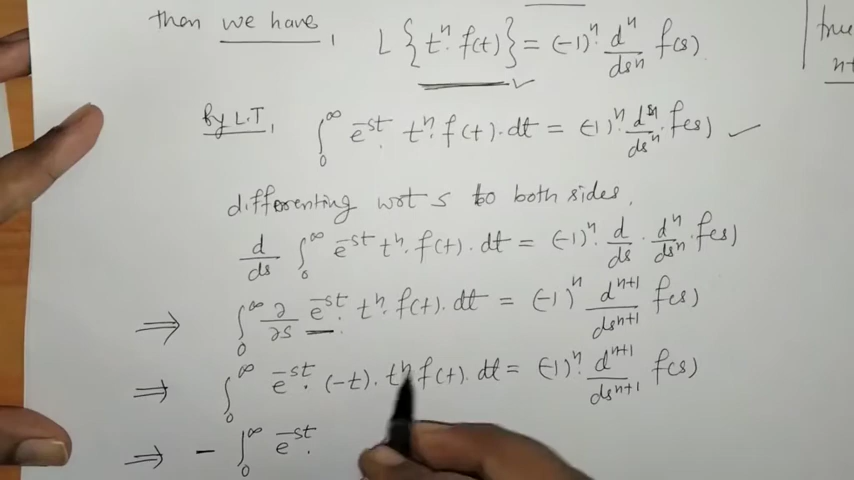 then we have, L{tⁿ. f(t)} = (-1)ⁿ. dⁿ/dsⁿ f(s)
true
n+
by L.T, ∫₀^∞ e^-st. tⁿ. f(t). dt = (-1)ⁿ. dⁿ/dsⁿ. f(s) ✓
differenting wrt s to both sides,
d/ds ∫₀^∞ e^-st tⁿ. f(t). dt = (-1)ⁿ. d/ds . dⁿ/dsⁿ. f(s)
⇒ ∫₀^∞ ∂/∂s e^-st. tⁿ. f(t). dt = (-1)ⁿ dⁿ⁺¹/dsⁿ⁺¹ f(s)
⇒ ∫₀^∞ e^-st. (-t). tⁿ f(t). dt = (-1)ⁿ. dⁿ⁺¹/dsⁿ⁺¹ f(s)
⇒ - ∫₀^∞ e^-st.